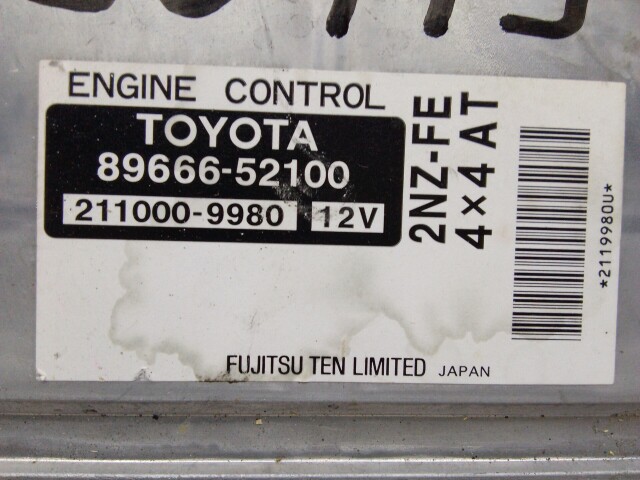 ENGINE CONTROL
TOYOTA
89666-52100
211000-9980 12V
2NZ-FE
4×4 AT
*2119980U*
FUJITSU TEN LIMITED JAPAN